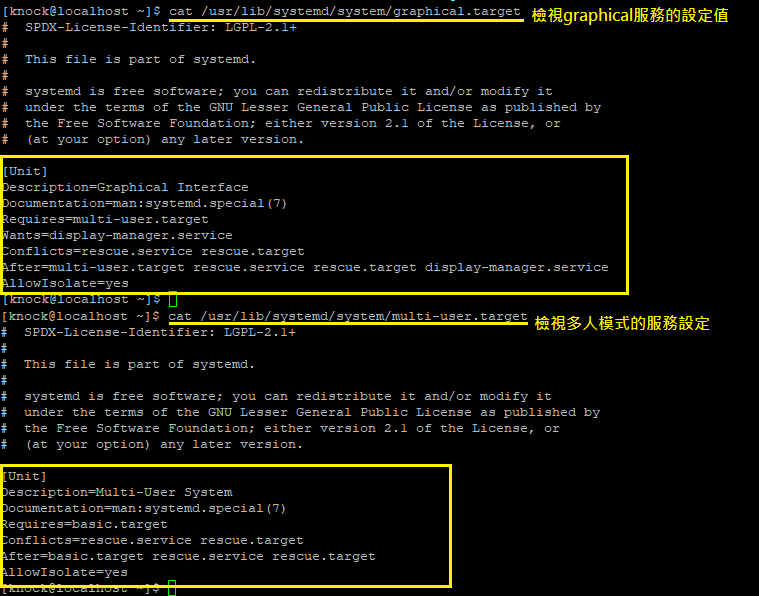 [knock@localhost ~]$ cat /usr/lib/systemd/system/graphical.target 檢視graphical服務的設定值
#  SPDX-License-Identifier: LGPL-2.1+
#
#  This file is part of systemd.
#
#  systemd is free software; you can redistribute it and/or modify it
#  under the terms of the GNU Lesser General Public License as published by
#  the Free Software Foundation; either version 2.1 of the License, or
#  (at your option) any later version.
[Unit]
Description=Graphical Interface
Documentation=man:systemd.special(7)
Requires=multi-user.target
Wants=display-manager.service
Conflicts=rescue.service rescue.target
After=multi-user.target rescue.service rescue.target display-manager.service
AllowIsolate=yes
[knock@localhost ~]$
[knock@localhost ~]$ cat /usr/lib/systemd/system/multi-user.target 檢視多人模式的服務設定
#  SPDX-License-Identifier: LGPL-2.1+
#
#  This file is part of systemd.
#
#  systemd is free software; you can redistribute it and/or modify it
#  under the terms of the GNU Lesser General Public License as published by
#  the Free Software Foundation; either version 2.1 of the License, or
#  (at your option) any later version.
[Unit]
Description=Multi-User System
Documentation=man:systemd.special(7)
Requires=basic.target
Conflicts=rescue.service rescue.target
After=basic.target rescue.service rescue.target
AllowIsolate=yes
[knock@localhost ~]$